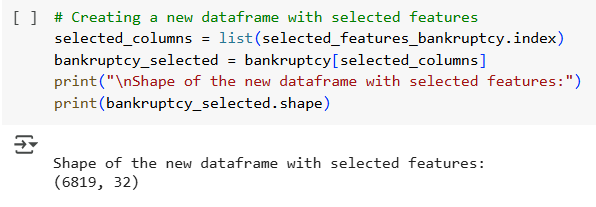 [ ] # Creating a new dataframe with selected features
selected_columns = list(selected_features_bankruptcy.index)
bankruptcy_selected = bankruptcy[selected_columns]
print("\nShape of the new dataframe with selected features:")
print(bankruptcy_selected.shape)
Shape of the new dataframe with selected features:
(6819, 32)